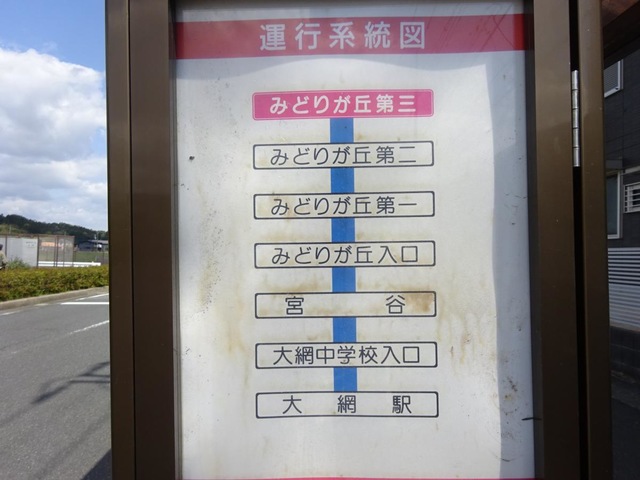 運行系統図
みどりが丘第三
みどりが丘第二
みどりが丘第一
みどりが丘入口
宮谷
大網中学校入口
大網駅